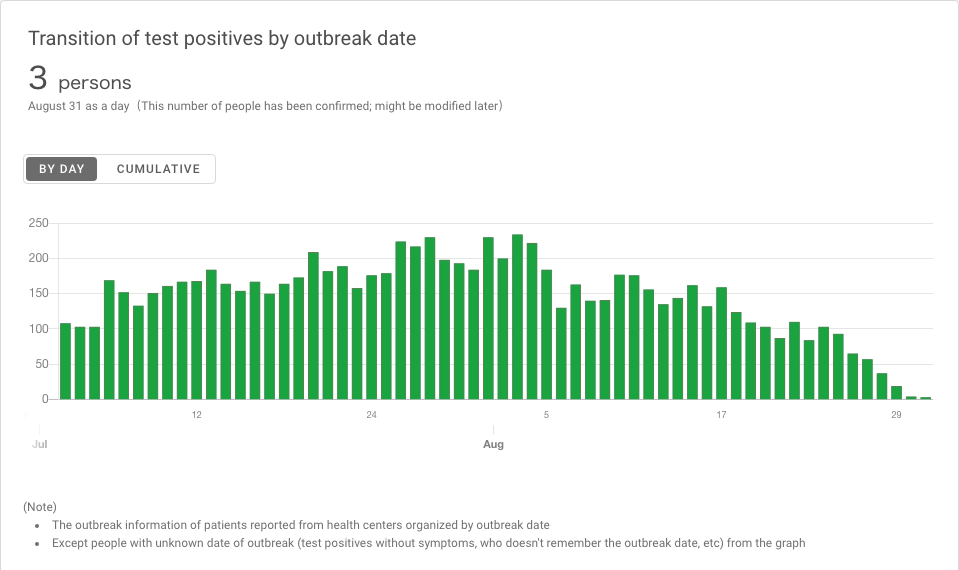 Transition of test positives by outbreak date
3 persons
August 31 as a day（This number of people has been confirmed; might be modified later）
BY DAY CUMULATIVE
250
200
150
100
50
0
12 24 5 17 29
Jul Aug
(Note)
• The outbreak information of patients reported from health centers organized by outbreak date
• Except people with unknown date of outbreak (test positives without symptoms, who doesn't remember the outbreak date, etc) from the graph